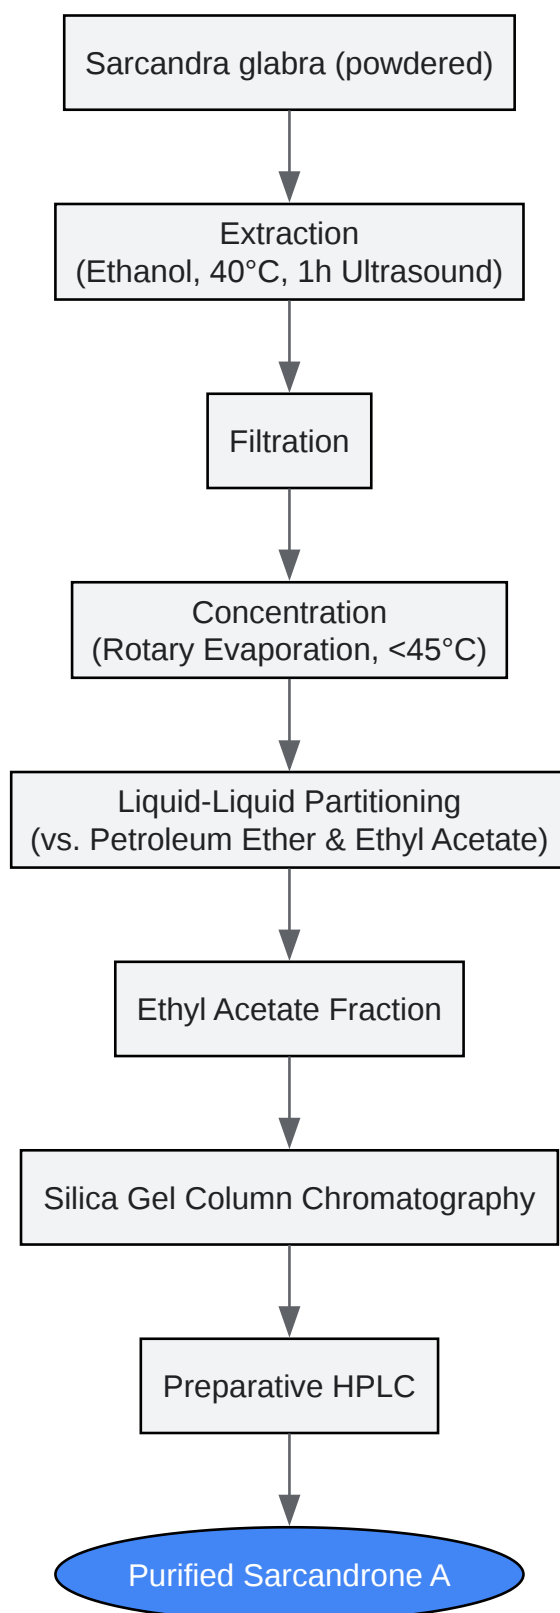 Sarcandra glabra (powdered)
Extraction
(Ethanol, 40°C, 1h Ultrasound)
Filtration
Concentration
(Rotary Evaporation, <45°C)
Liquid-Liquid Partitioning
(vs. Petroleum Ether & Ethyl Acetate)
Ethyl Acetate Fraction
Silica Gel Column Chromatography
Preparative HPLC
Purified Sarcandrone A